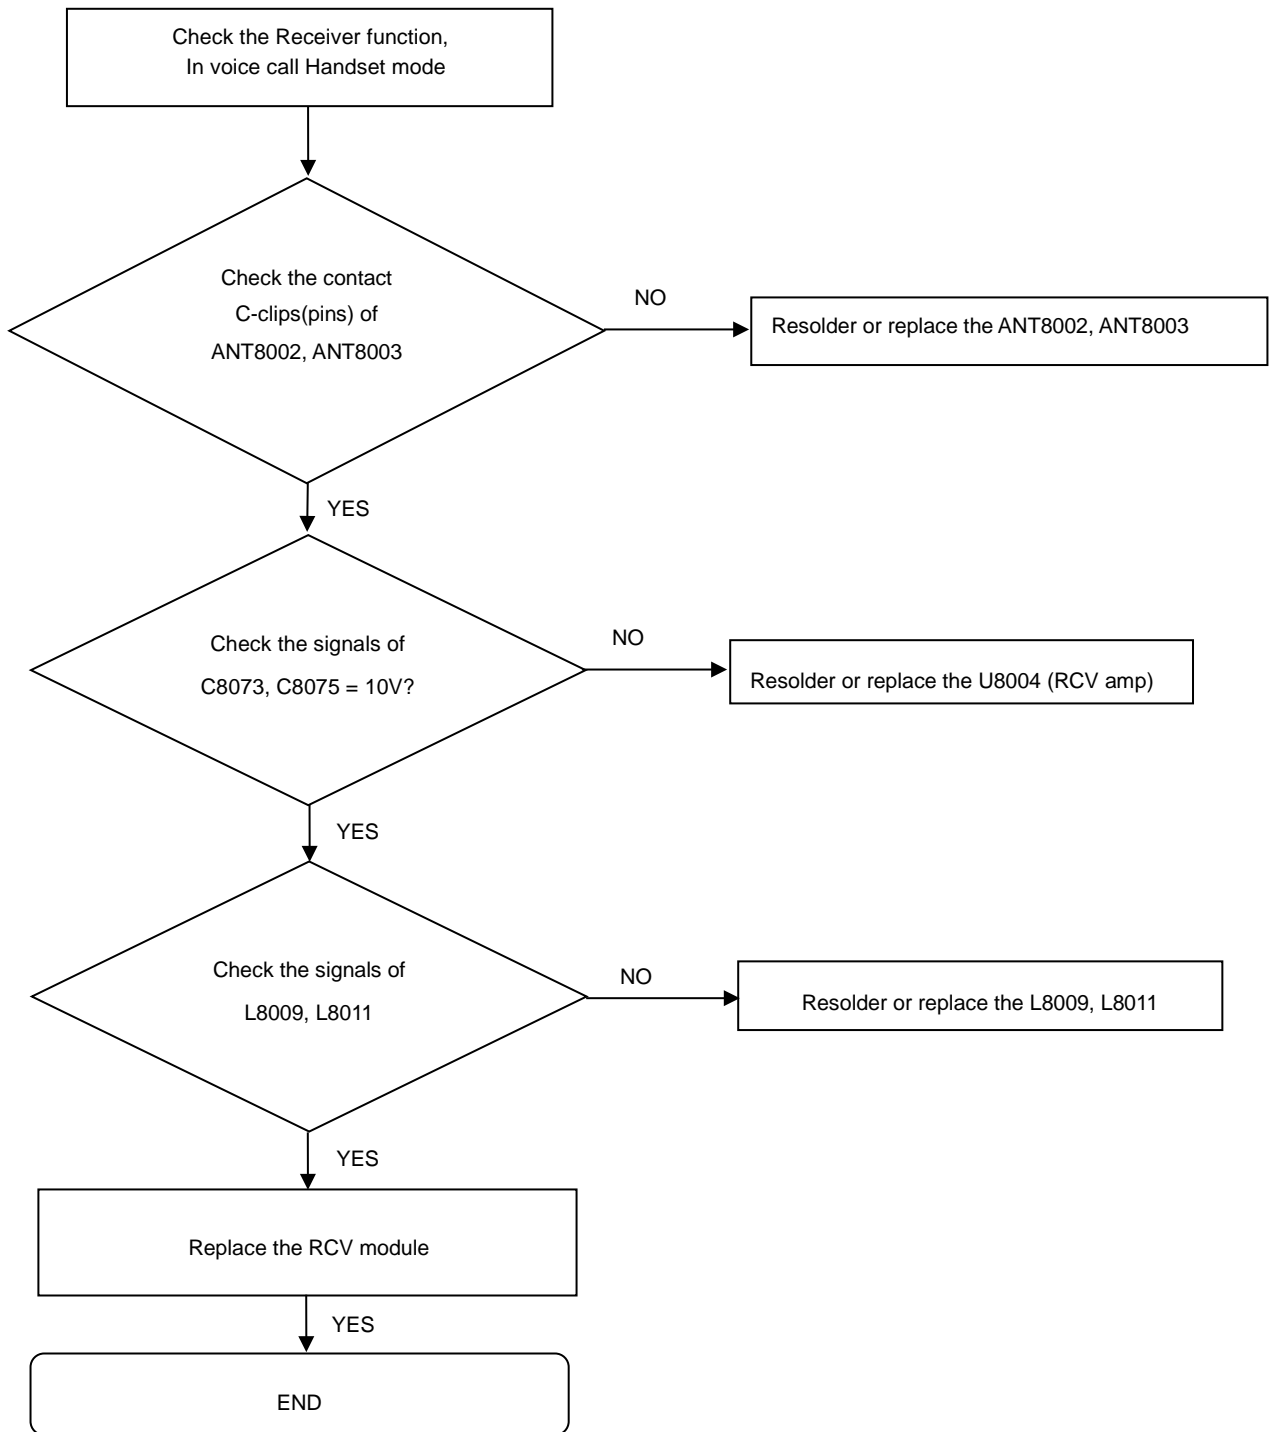 Check the Receiver function,
In voice call Handset mode
Check the contact
C-clips(pins) of
ANT8002, ANT8003
NO
Resolder or replace the ANT8002, ANT8003
YES
Check the signals of
C8073, C8075 = 10V?
NO
Resolder or replace the U8004 (RCV amp)
YES
Check the signals of
L8009, L8011
NO
Resolder or replace the L8009, L8011
YES
Replace the RCV module
YES
END